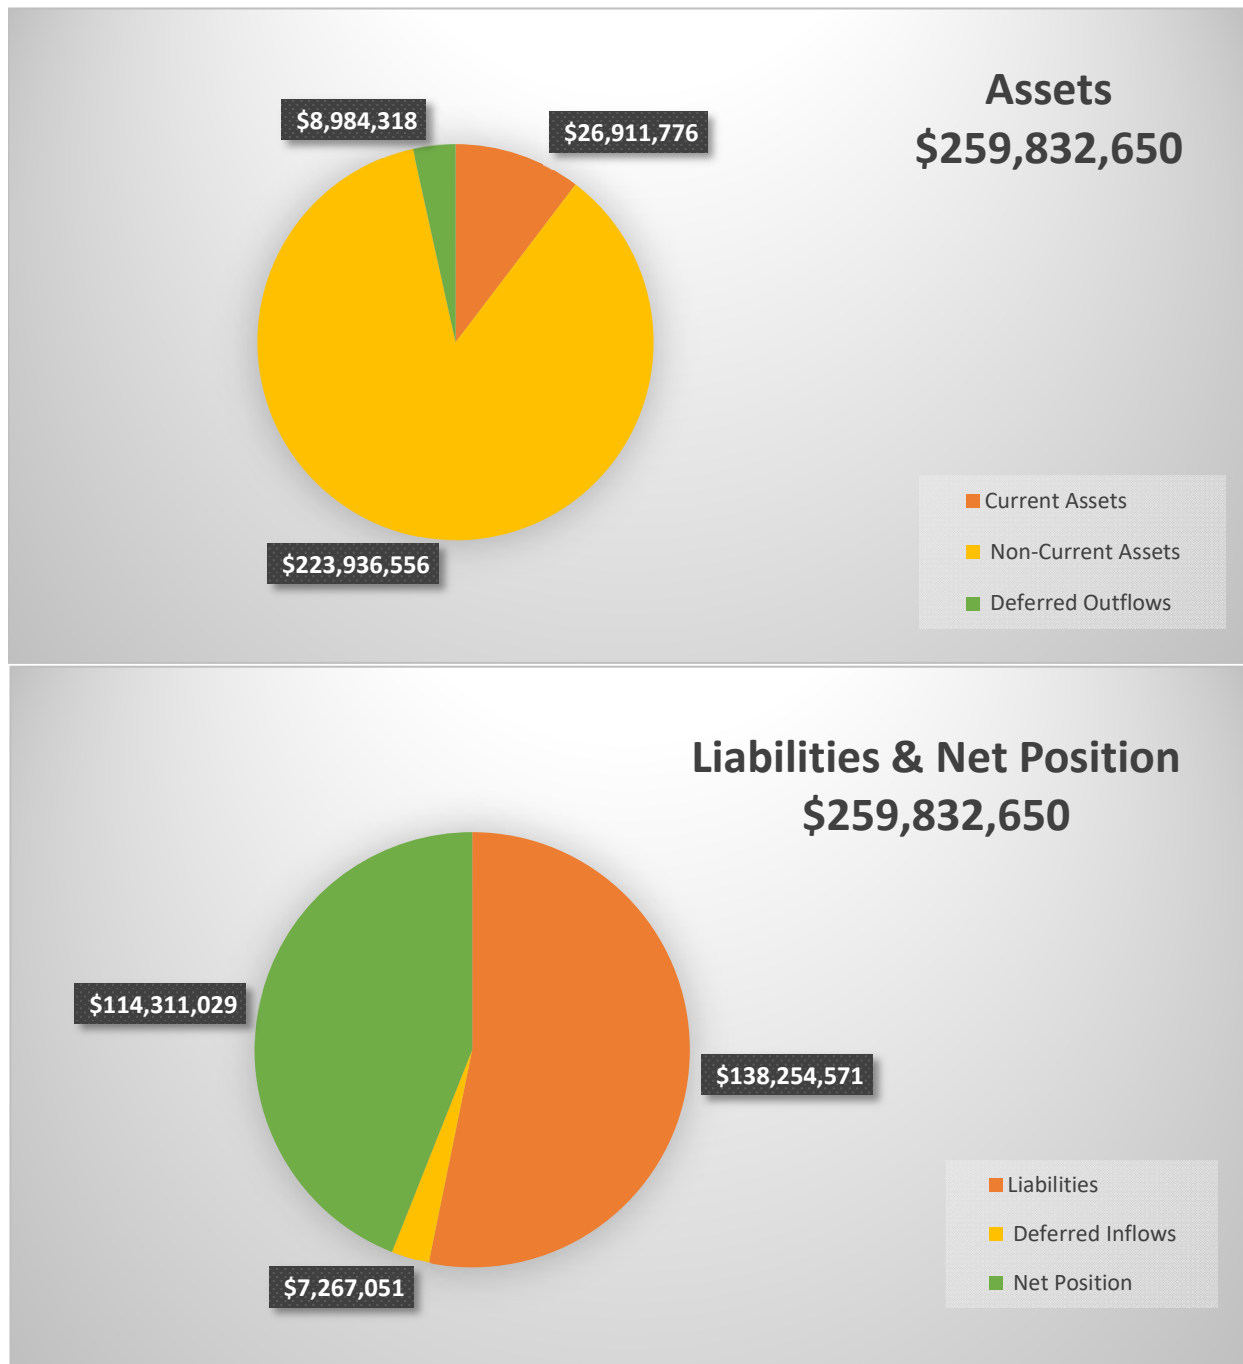 Assets
$259,832,650
$8,984,318
$26,911,776
$223,936,556
Current Assets
Non-Current Assets
Deferred Outflows
Liabilities & Net Position
$259,832,650
$114,311,029
$138,254,571
$7,267,051
Liabilities
Deferred Inflows
Net Position